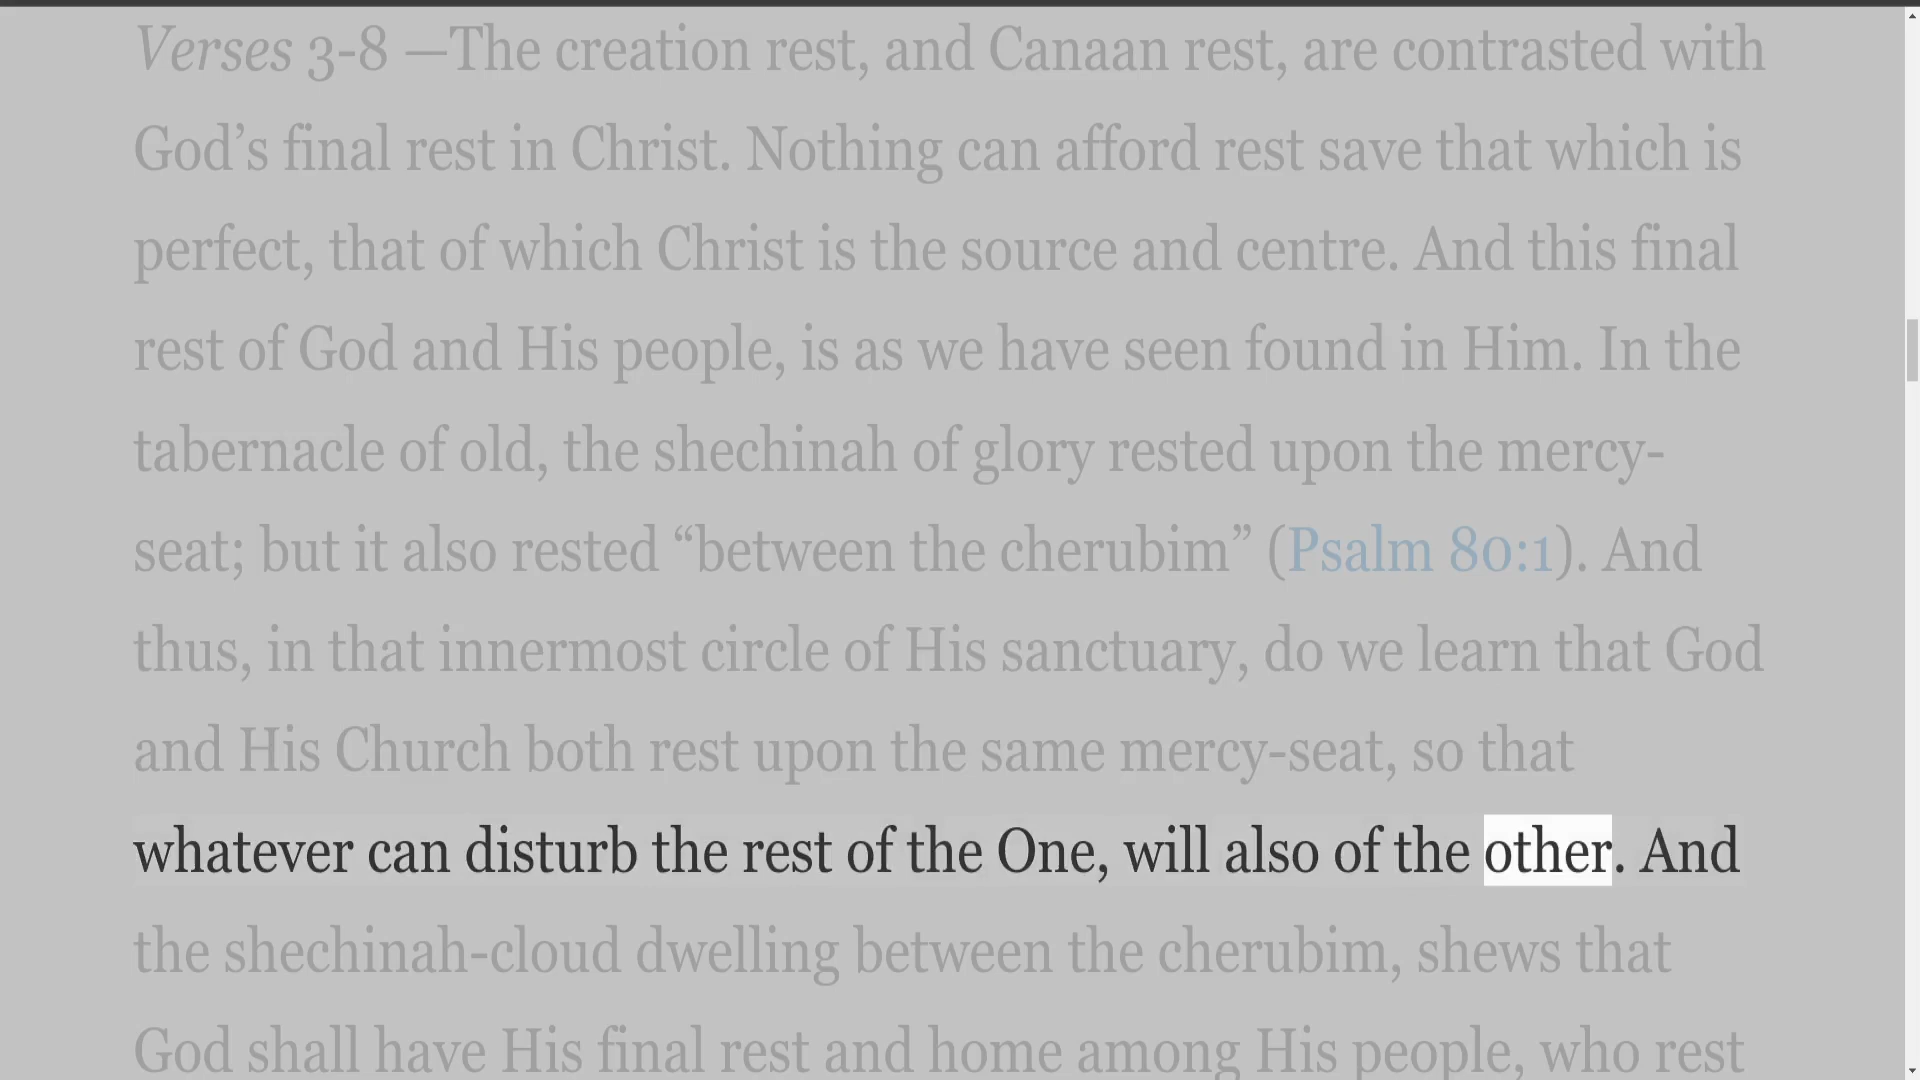 Verses 3-8 —The creation rest, and Canaan rest, are contrasted with
God’s final rest in Christ. Nothing can afford rest save that which is
perfect, that of which Christ is the source and centre. And this final
rest of God and His people, is as we have seen found in Him. In the
tabernacle of old, the shechinah of glory rested upon the mercy-
seat; but it also rested “between the cherubim” (Psalm 80:1). And
thus, in that innermost circle of His sanctuary, do we learn that God
and His Church both rest upon the same mercy-seat, so that
whatever can disturb the rest of the One, will also of the other. And
the shechinah-cloud dwelling between the cherubim, shews that
God shall have His final rest and home among His people, who rest